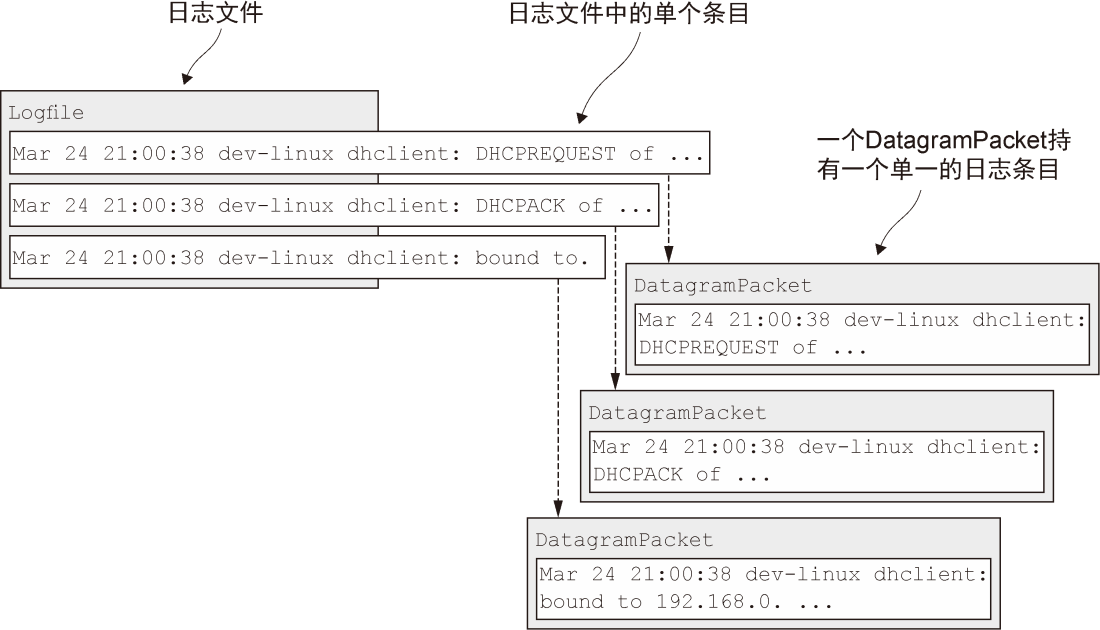 日志文件
日志文件中的单个条目
Logfile
Mar 24 21:00:38 dev-linux dhclient: DHCPREQUEST of ...
Mar 24 21:00:38 dev-linux dhclient: DHCPACK of ...
Mar 24 21:00:38 dev-linux dhclient: bound to.
一个DatagramPacket持
有一个单一的日志条目
DatagramPacket
Mar 24 21:00:38 dev-linux dhclient:
DHCPREQUEST of ...
DatagramPacket
Mar 24 21:00:38 dev-linux dhclient:
DHCPACK of ...
DatagramPacket
Mar 24 21:00:38 dev-linux dhclient:
bound to 192.168.0. ...